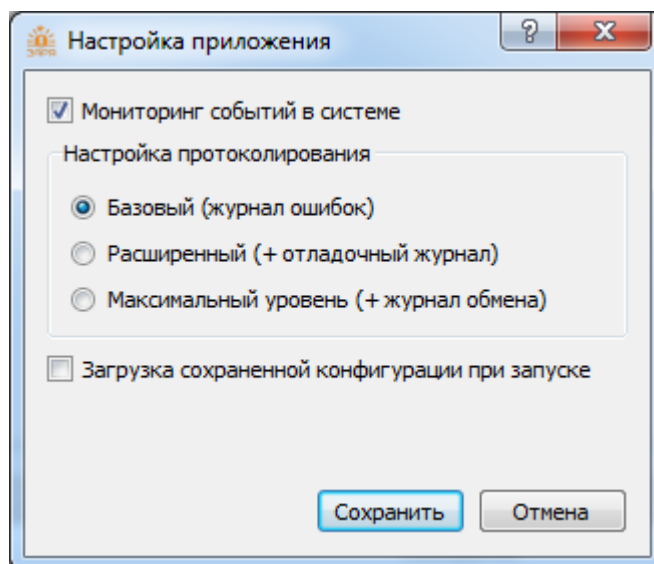 Настройка приложения
Мониторинг событий в системе
Настройка протоколирования
Базовый (журнал ошибок)
Расширенный (+ отладочный журнал)
Максимальный уровень (+ журнал обмена)
Загрузка сохраненной конфигурации при запуске
Сохранить
Отмена